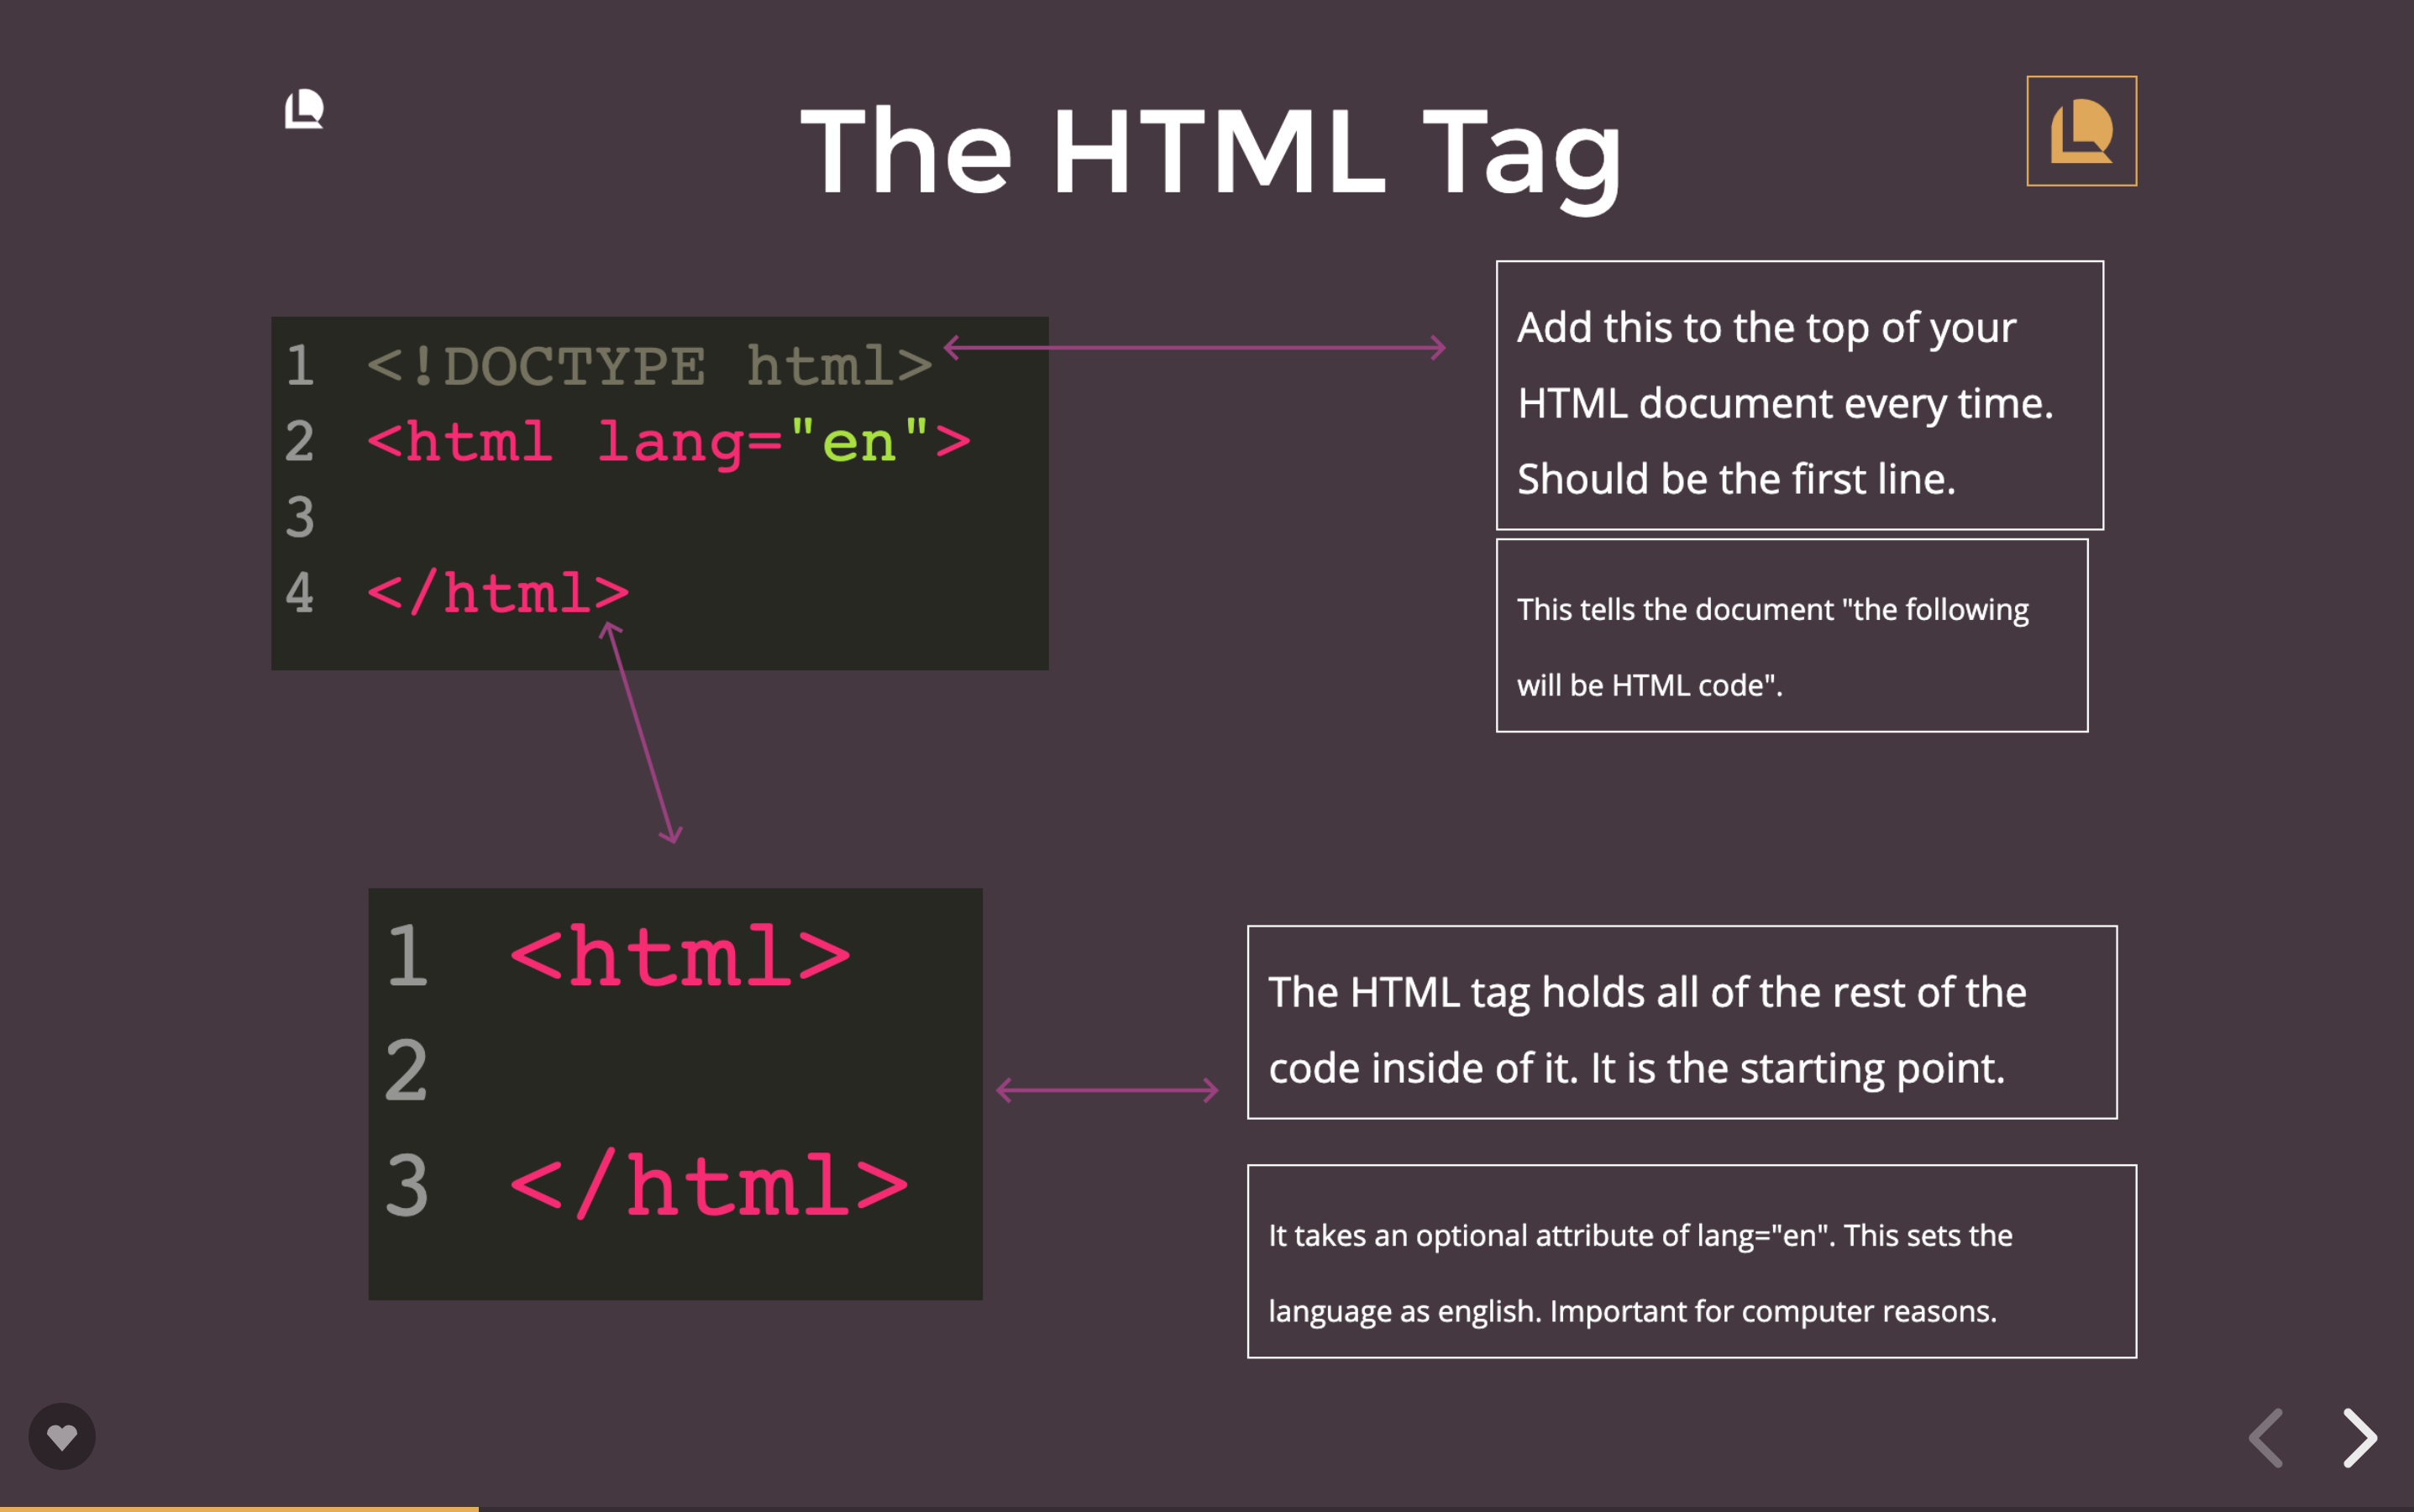 The HTML Tag
1 <!DOCTYPE html>
2 <html lang="en">
3
4 </html>
Add this to the top of your
HTML document every time.
Should be the first line.
This tells the document "the following
will be HTML code".
1 <html>
2
3 </html>
The HTML tag holds all of the rest of the
code inside of it. It is the starting point.
It takes an optional attribute of lang="en". This sets the
language as english. Important for computer reasons.